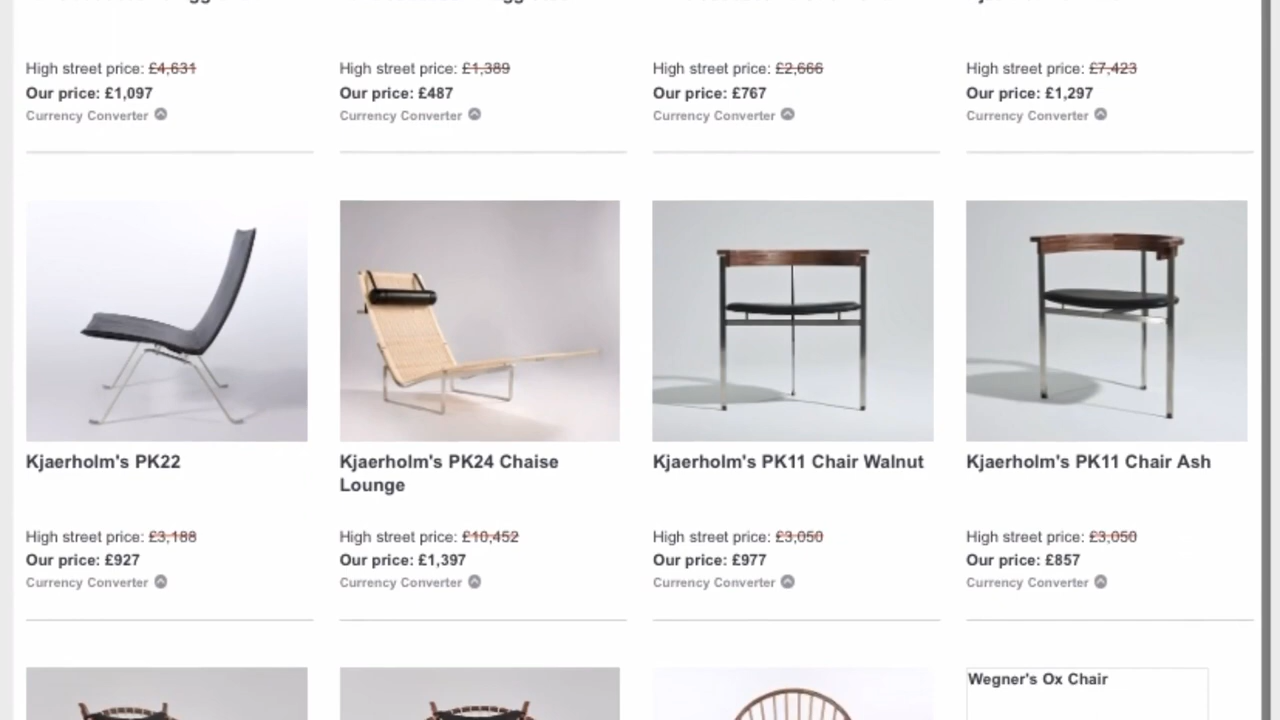 High street price: £4,631
High street price: £1,389
High street price: £2,666
High street price: £7,423
Our price: £1,097
Our price: £487
Our price: £767
Our price: £1,297
Currency Converter
Currency Converter
Currency Converter
Currency Converter
Kjaerholm's PK22
Kjaerholm's PK24 Chaise
Lounge
Kjaerholm's PK11 Chair Walnut
Kjaerholm's PK11 Chair Ash
High street price: £3,188
High street price: £10,452
High street price: £3,050
High street price: £3,050
Our price: £927
Our price: £1,397
Our price: £977
Our price: £857
Currency Converter
Currency Converter
Currency Converter
Currency Converter
Wegner's Ox Chair